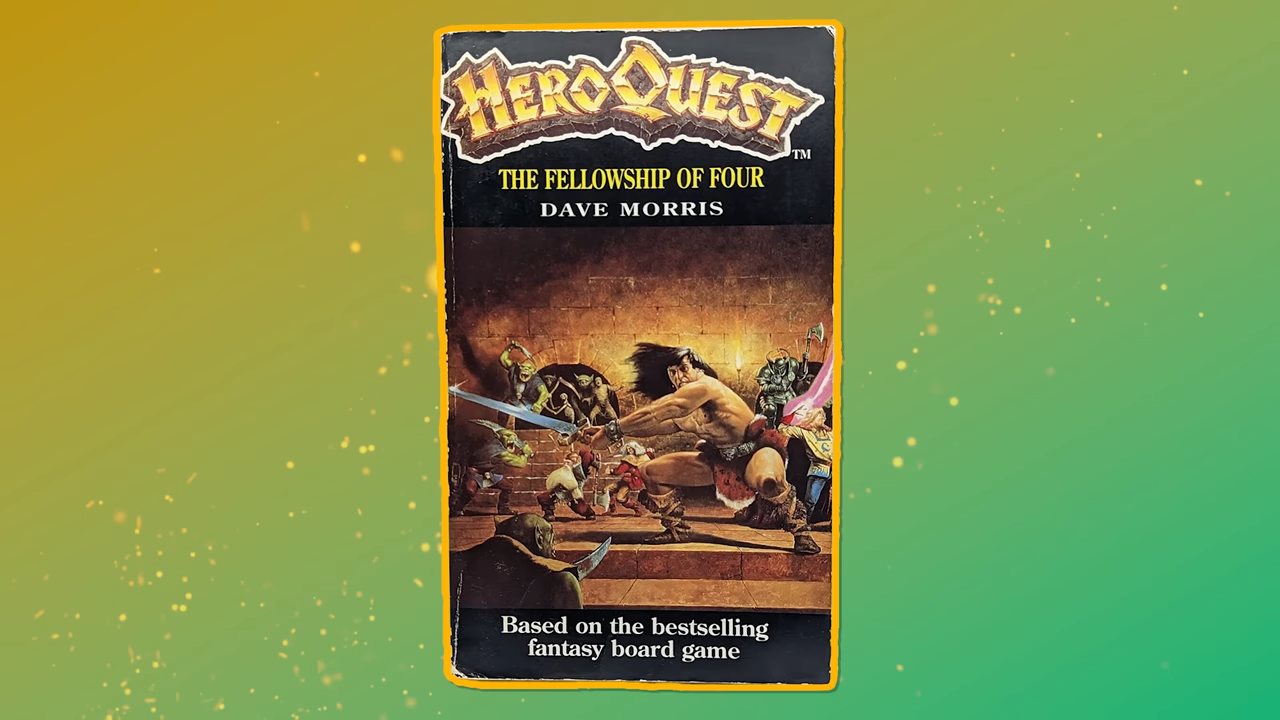 HEROQUEST
TM
THE FELLOWSHIP OF FOUR
DAVE MORRIS
Based on the bestselling
fantasy board game